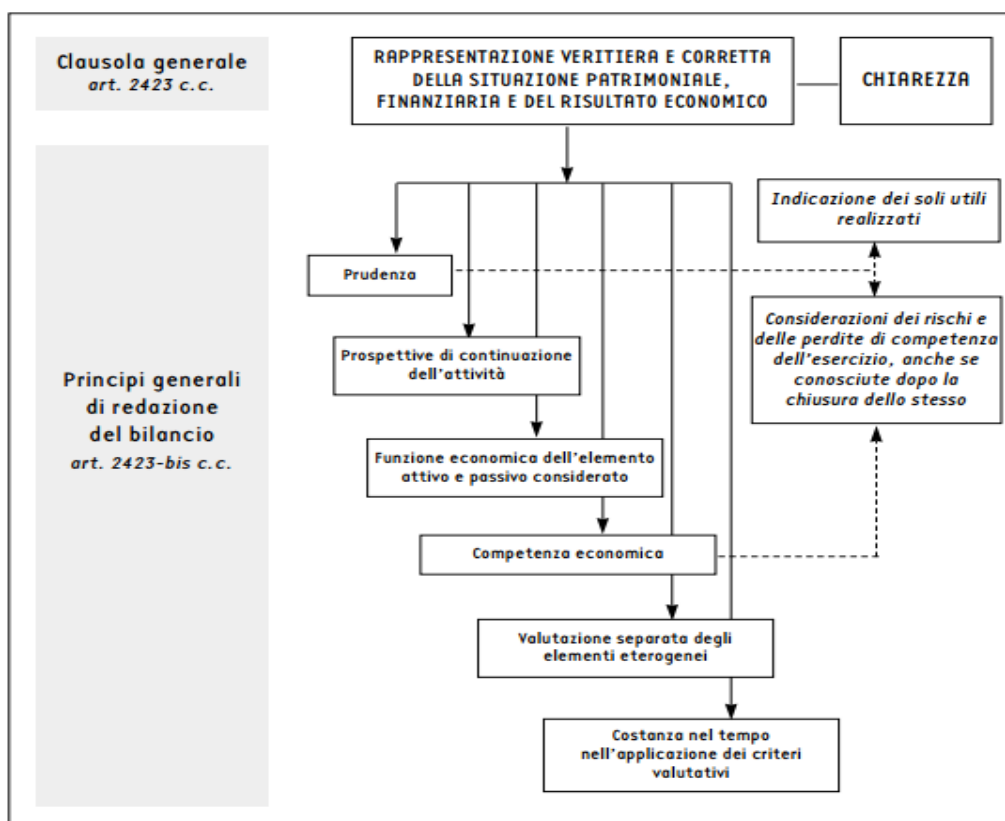 Clausola generale
art. 2423 c.c.
RAPPRESENTAZIONE VERITIERA E CORRETTA
DELLA SITUAZIONE PATRIMONIALE,
FINANZIARIA E DEL RISULTATO ECONOMICO
CHIAREZZA
Principi generali
di redazione
del bilancio
art. 2423-bis c.c.
Indicazione dei soli utili
realizzati
Prudenza
Considerazioni dei rischi e
delle perdite di competenza
dell'esercizio, anche se
conosciute dopo la
chiusura dello stesso
Prospettive di continuazione
dell'attività
Funzione economica dell'elemento
attivo e passivo considerato
Competenza economica
Valutazione separata degli
elementi eterogenei
Costanza nel tempo
nell'applicazione dei criteri
valutativi